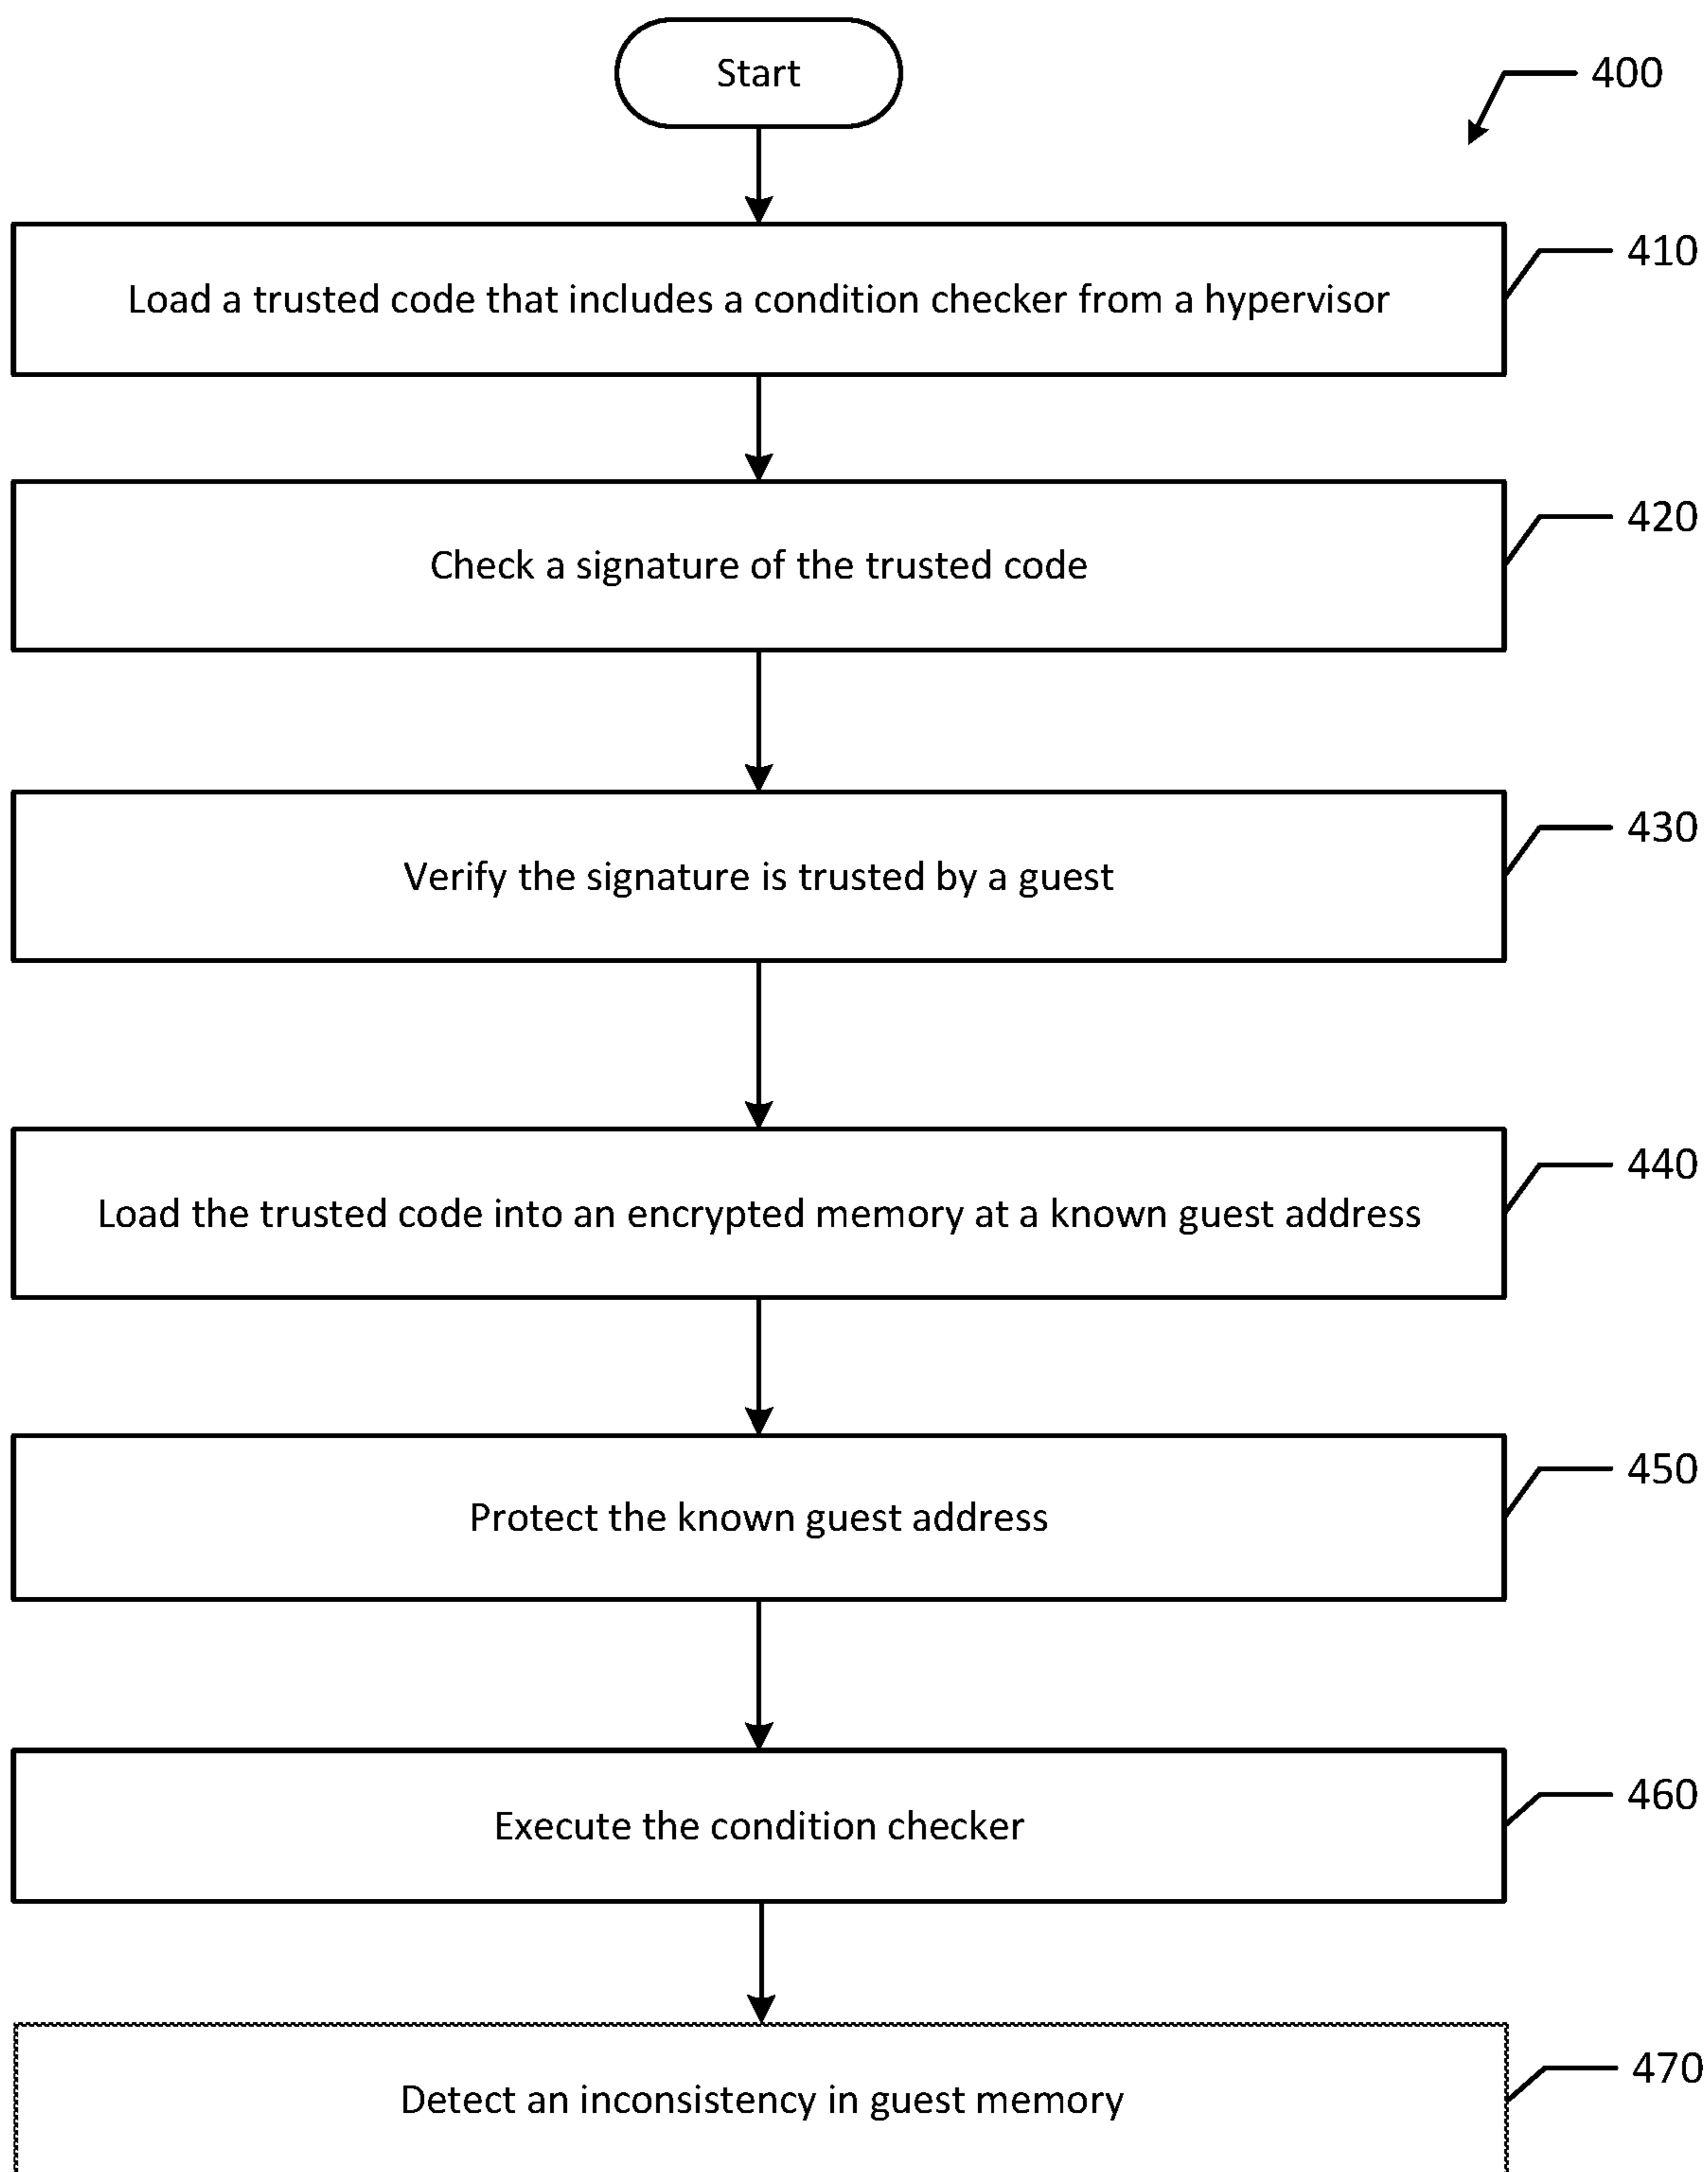 Start
400
Load a trusted code that includes a condition checker from a hypervisor
410
Check a signature of the trusted code
420
Verify the signature is trusted by a guest
430
Load the trusted code into an encrypted memory at a known guest address
440
Protect the known guest address
450
Execute the condition checker
460
Detect an inconsistency in guest memory
470